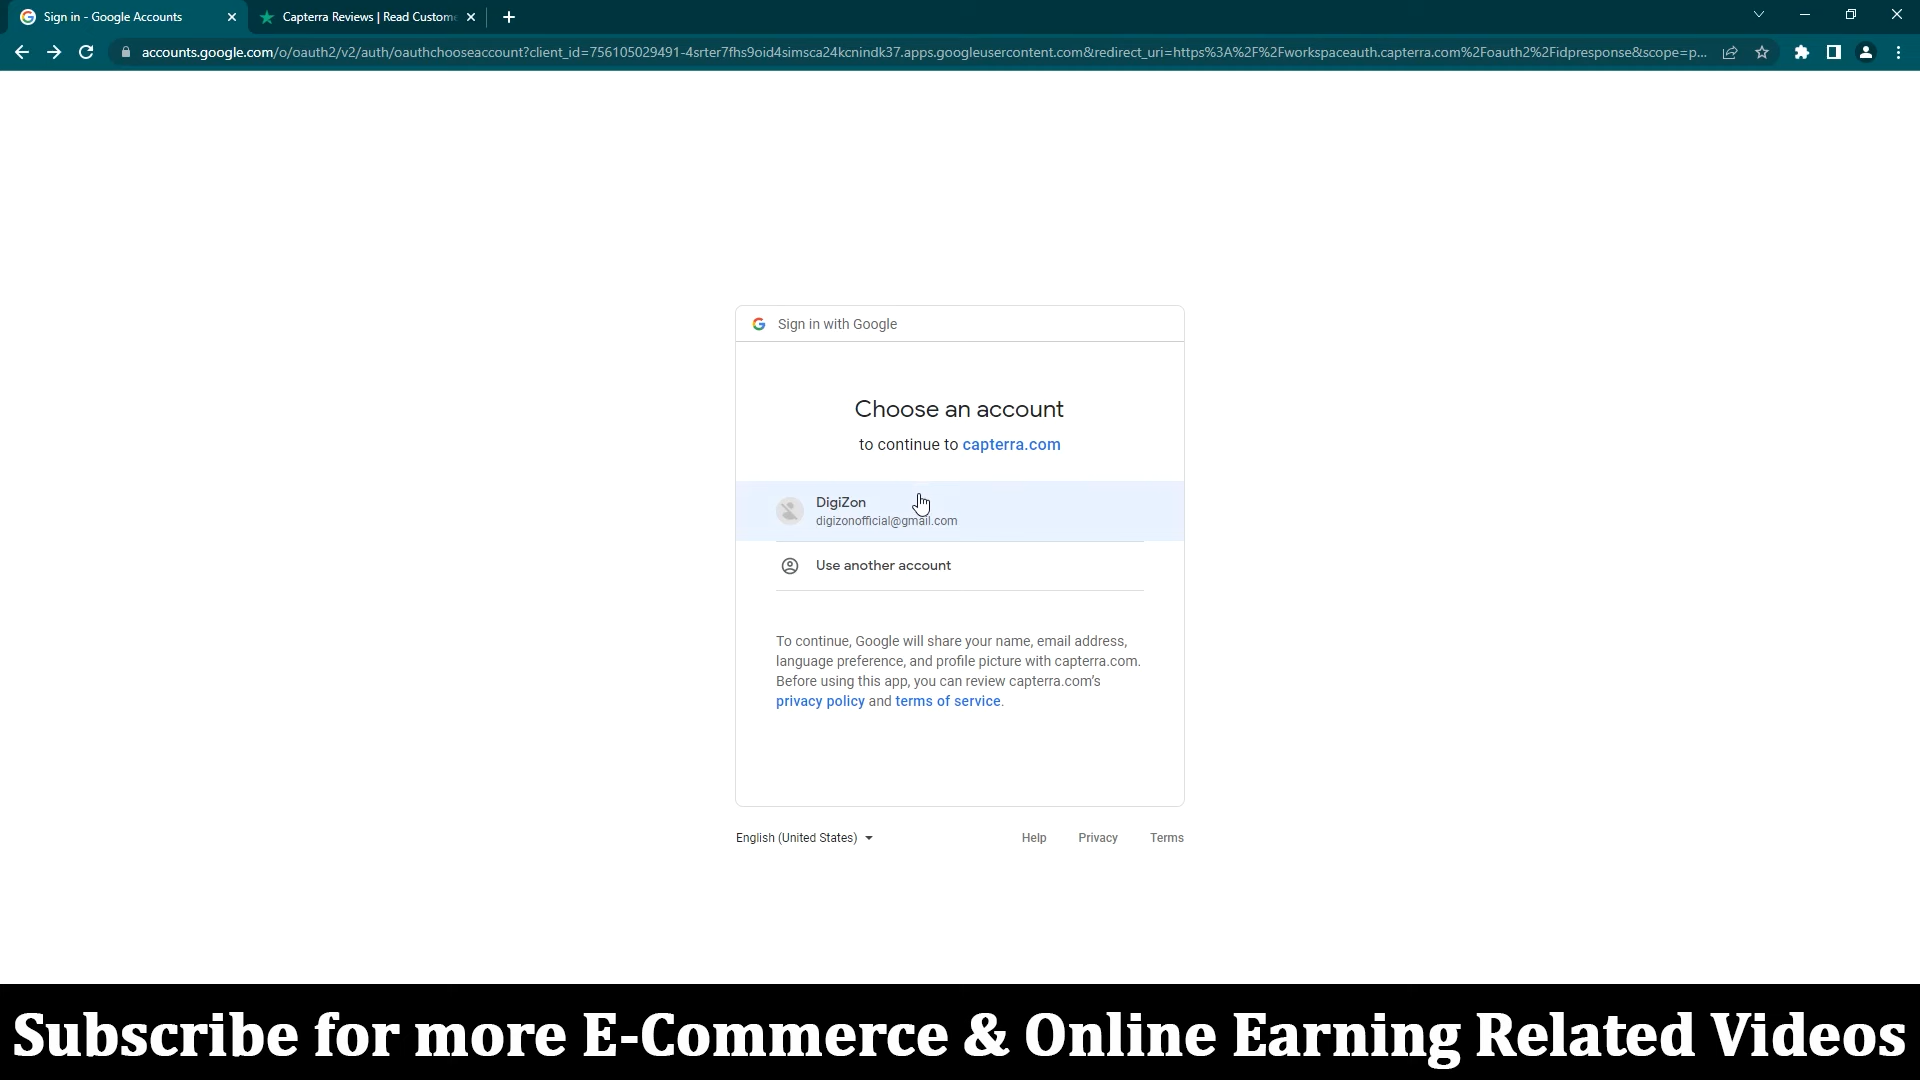 Sign in - Google Accounts
Capterra Reviews | Read Custome
accounts.google.com/o/oauth2/v2/auth/oauthchooseaccount?client_id=756105029491-4srter7fhs9oid4simsca24kcnindk37.apps.googleusercontent.com&redirect_uri=https%3A%2F%2Fworkspaceauth.capterra.com%2Foauth2%2Fidpresponse&scope=p...
Sign in with Google
Choose an account
to continue to capterra.com
DigiZon
digizonofficial@gmail.com
Use another account
To continue, Google will share your name, email address,
language preference, and profile picture with capterra.com.
Before using this app, you can review capterra.com's
privacy policy and terms of service.
English (United States)
Help Privacy Terms
Subscribe for more E-Commerce & Online Earning Related Videos